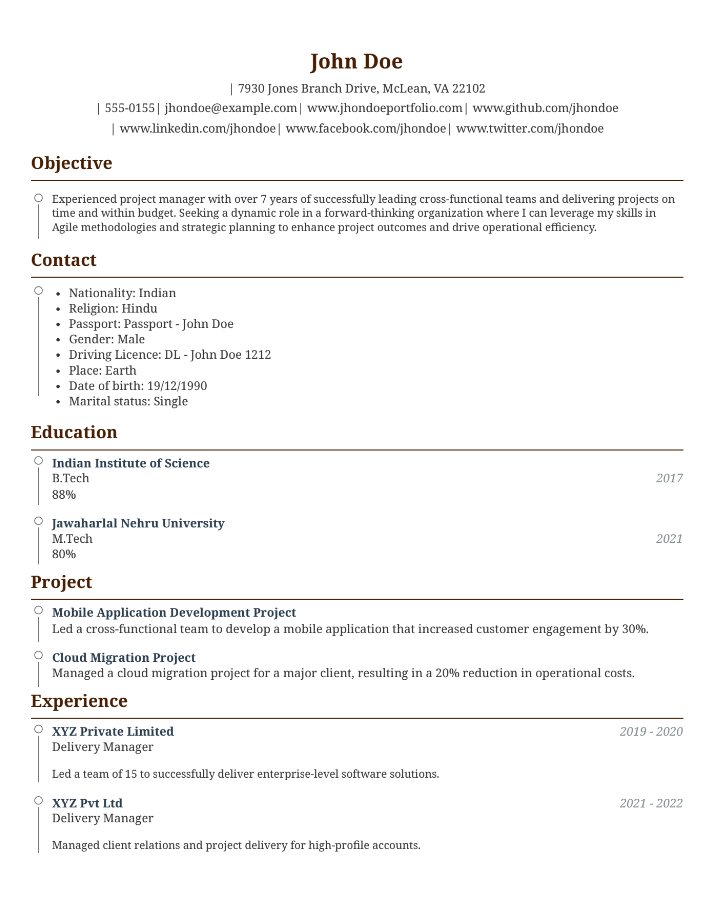 John Doe
| 7930 Jones Branch Drive, McLean, VA 22102
| 555-0155| jhondoe@example.com| www.jhondoeportfolio.com| www.github.com/jhondoe
| www.linkedin.com/jhondoe| www.facebook.com/jhondoe| www.twitter.com/jhondoe
Objective
Experienced project manager with over 7 years of successfully leading cross-functional teams and delivering projects on
time and within budget. Seeking a dynamic role in a forward-thinking organization where I can leverage my skills in
Agile methodologies and strategic planning to enhance project outcomes and drive operational efficiency.
Contact
• Nationality: Indian
• Religion: Hindu
• Passport: Passport - John Doe
• Gender: Male
• Driving Licence: DL - John Doe 1212
• Place: Earth
• Date of birth: 19/12/1990
• Marital status: Single
Education
Indian Institute of Science
B.Tech 2017
88%
Jawaharlal Nehru University
M.Tech 2021
80%
Project
Mobile Application Development Project
Led a cross-functional team to develop a mobile application that increased customer engagement by 30%.
Cloud Migration Project
Managed a cloud migration project for a major client, resulting in a 20% reduction in operational costs.
Experience
XYZ Private Limited 2019 - 2020
Delivery Manager
Led a team of 15 to successfully deliver enterprise-level software solutions.
XYZ Pvt Ltd 2021 - 2022
Delivery Manager
Managed client relations and project delivery for high-profile accounts.